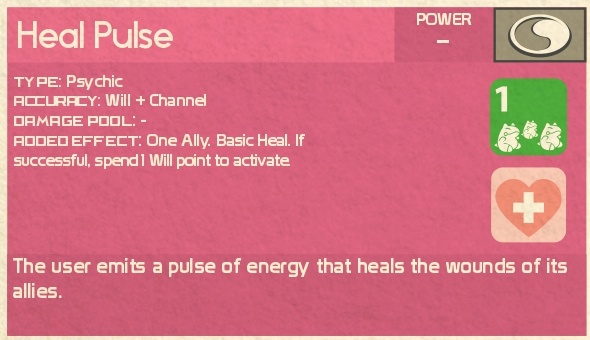 Heal Pulse
POWER
–
TYPE: Psychic
ACCURACY: Will + Channel
DAMAGE POOL: -
ADDED EFFECT: One Ally. Basic Heal. If
successful, spend 1 Will point to activate.
1
The user emits a pulse of energy that heals the wounds of its
allies.